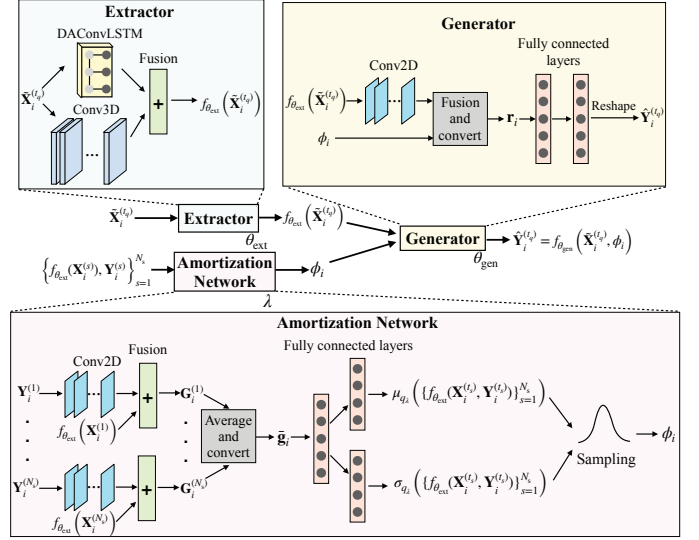 Extractor
DAConvLSTM
Fusion
X̃_i^(t_q)
+
f_θext(X̃_i^(t_q))
Conv3D
...
Generator
Fully connected
layers
Conv2D
f_θext(X̃_i^(t_q))
...
Fusion
and
convert
r_i
Reshape
Ŷ_i^(t_q)
ϕ_i
X̃_i^(t_q)
Extractor
f_θext(X̃_i^(t_q))
θ_ext
Generator
Ŷ_i^(t_q) = f_θgen(X̃_i^(t_q), ϕ_i)
θ_gen
{f_θext(X_i^(s)), Y_i^(s)}_{s=1}^{N_s}
Amortization
Network
ϕ_i
λ
Amortization Network
Fully connected layers
Conv2D
Fusion
Y_i^(1)
...
+
G_i^(1)
f_θext(X_i^(1))
Average
and
convert
ḡ_i
μ_qλ({f_θext(X_i^(t_s), Y_i^(t_s))}_{s=1}^{N_s})
ϕ_i
Sampling
Y_i^(N_s)
...
+
G_i^(N_s)
f_θext(X_i^(N_s))
σ_qλ({f_θext(X_i^(t_s), Y_i^(t_s))}_{s=1}^{N_s})